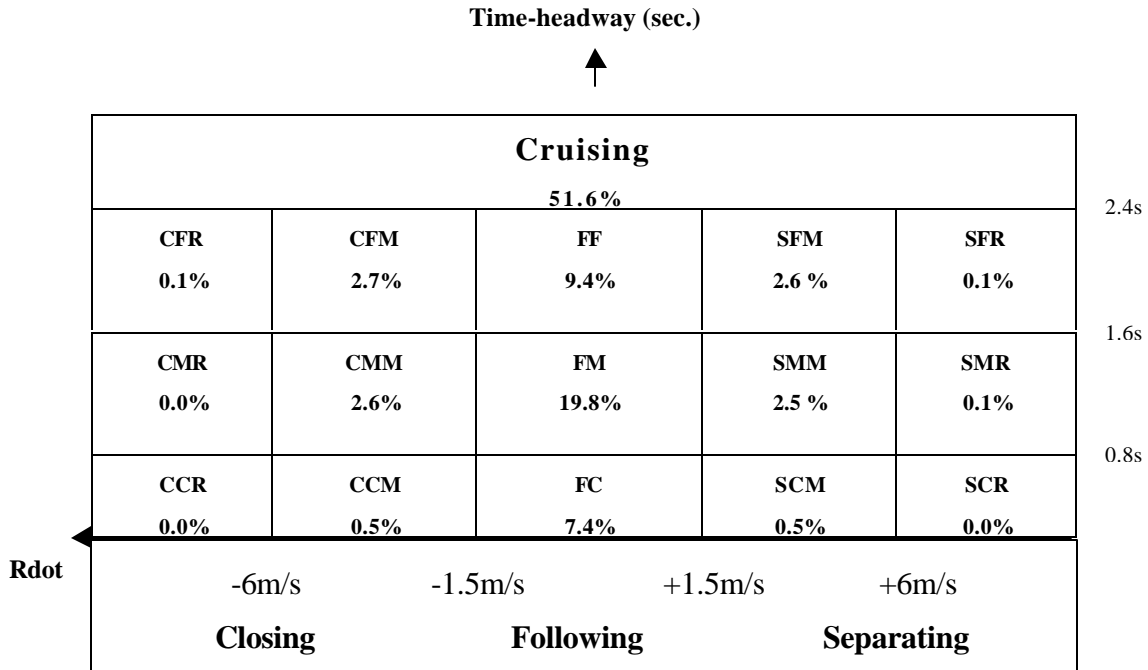 Time-headway (sec.)
Cruising
51.6%
2.4s
CFR CFM FF SFM SFR
0.1% 2.7% 9.4% 2.6 % 0.1%
1.6s
CMR CMM FM SMM SMR
0.0% 2.6% 19.8% 2.5 % 0.1%
0.8s
CCR CCM FC SCM SCR
0.0% 0.5% 7.4% 0.5% 0.0%
Rdot
-6m/s -1.5m/s +1.5m/s +6m/s
Closing Following Separating